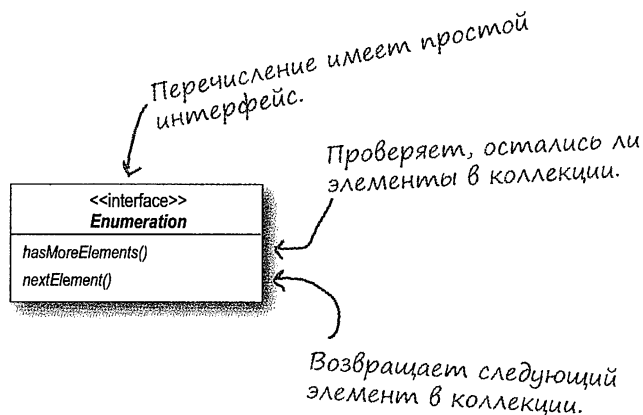 Перечисление имеет простой
интерфейс.
Проверяет, остались ли
элементы в коллекции.
<<interface>>
Enumeration
hasMoreElements()
nextElement()
Возвращает следующий
элемент в коллекции.